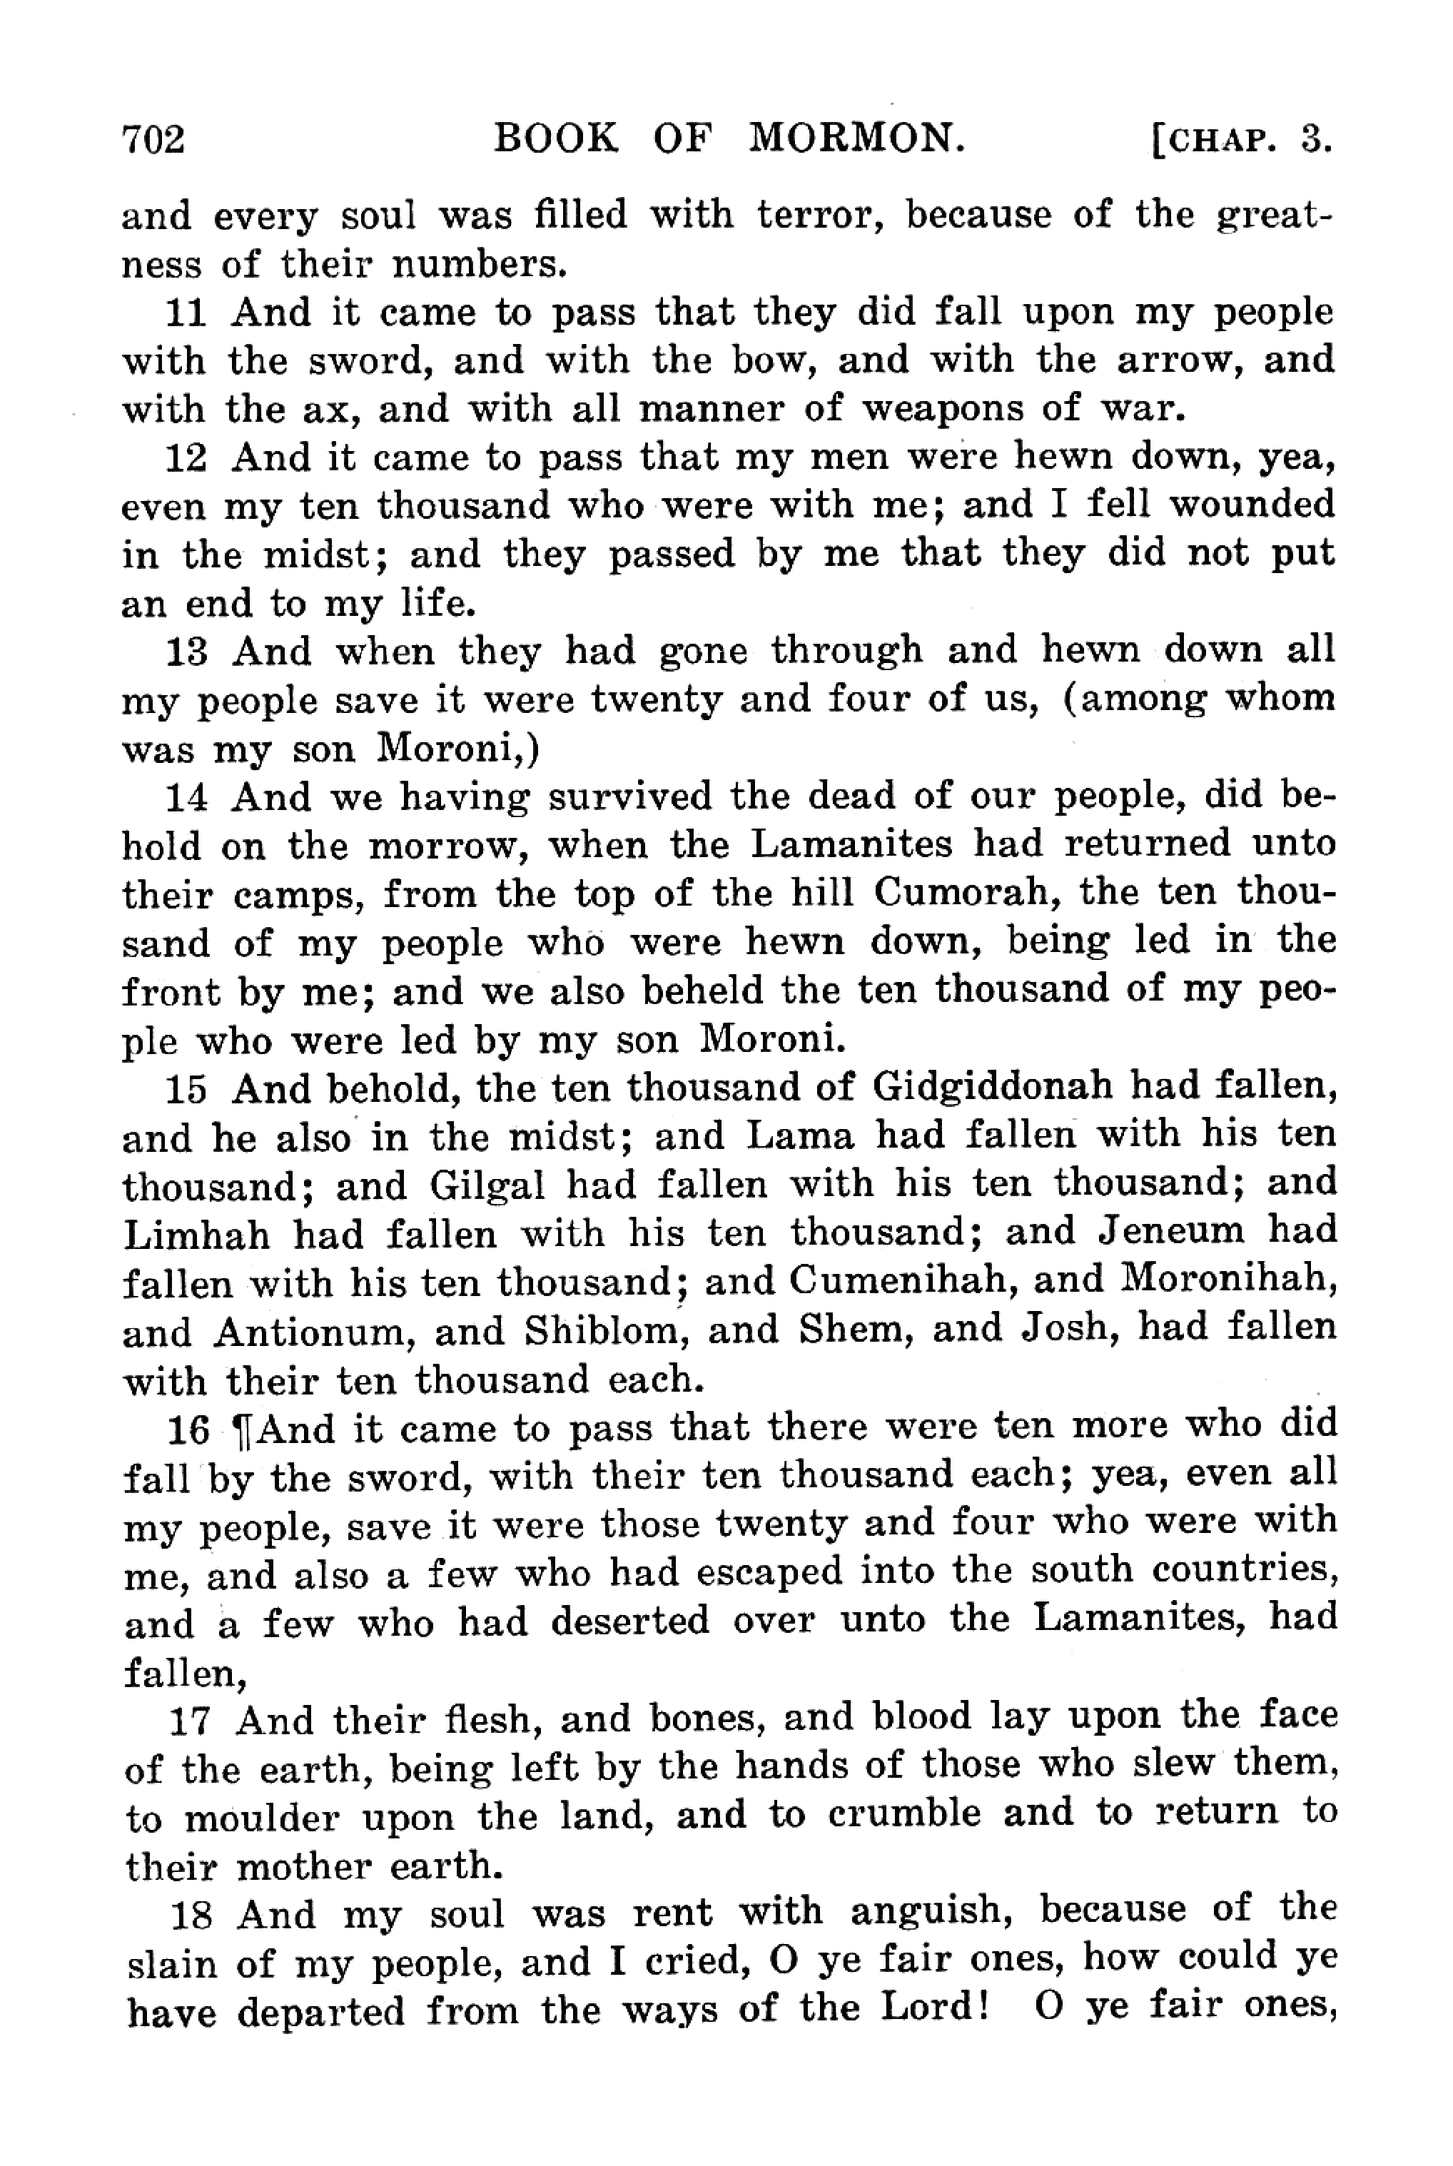 702 BOOK OF MORMON. [CHAP. 3.
and every soul was filled with terror, because of the great-
ness of their numbers.
11 And it came to pass that they did fall upon my people
with the sword, and with the bow, and with the arrow, and
with the ax, and with all manner of weapons of war.
12 And it came to pass that my men were hewn down, yea,
even my ten thousand who were with me; and I fell wounded
in the midst; and they passed by me that they did not put
an end to my life.
13 And when they had gone through and hewn down all
my people save it were twenty and four of us, (among whom
was my son Moroni,)
14 And we having survived the dead of our people, did be-
hold on the morrow, when the Lamanites had returned unto
their camps, from the top of the hill Cumorah, the ten thou-
sand of my people who were hewn down, being led in the
front by me; and we also beheld the ten thousand of my peo-
ple who were led by my son Moroni.
15 And behold, the ten thousand of Gidgiddonah had fallen,
and he also in the midst; and Lama had fallen with his ten
thousand; and Gilgal had fallen with his ten thousand; and
Limhah had fallen with his ten thousand; and Jeneum had
fallen with his ten thousand; and Cumenihah, and Moronihah,
and Antionum, and Shiblom, and Shem, and Josh, had fallen
with their ten thousand each.
16 ¶And it came to pass that there were ten more who did
fall by the sword, with their ten thousand each; yea, even all
my people, save it were those twenty and four who were with
me, and also a few who had escaped into the south countries,
and a few who had deserted over unto the Lamanites, had
fallen,
17 And their flesh, and bones, and blood lay upon the face
of the earth, being left by the hands of those who slew them,
to moulder upon the land, and to crumble and to return to
their mother earth.
18 And my soul was rent with anguish, because of the
slain of my people, and I cried, O ye fair ones, how could ye
have departed from the ways of the Lord! O ye fair ones,